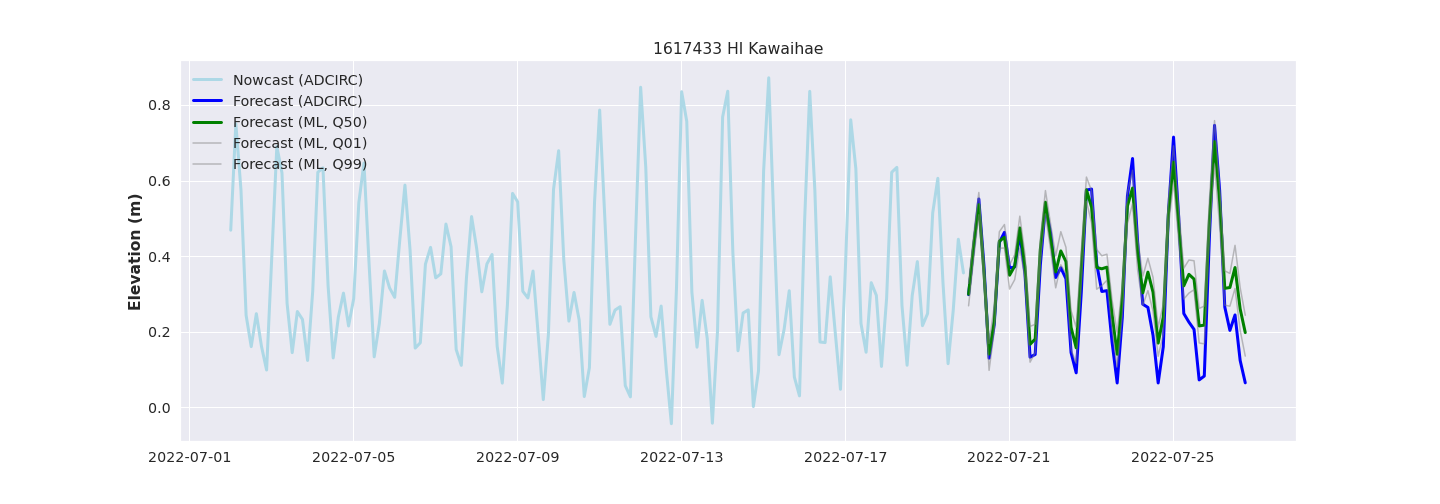 1617433 HI Kawaihae
Nowcast (ADCIRC)
Forecast (ADCIRC)
Forecast (ML, Q50)
Forecast (ML, Q01)
Forecast (ML, Q99)
Elevation (m)
0.8
0.6
0.4
0.2
0.0
2022-07-01 2022-07-05 2022-07-09 2022-07-13 2022-07-17 2022-07-21 2022-07-25